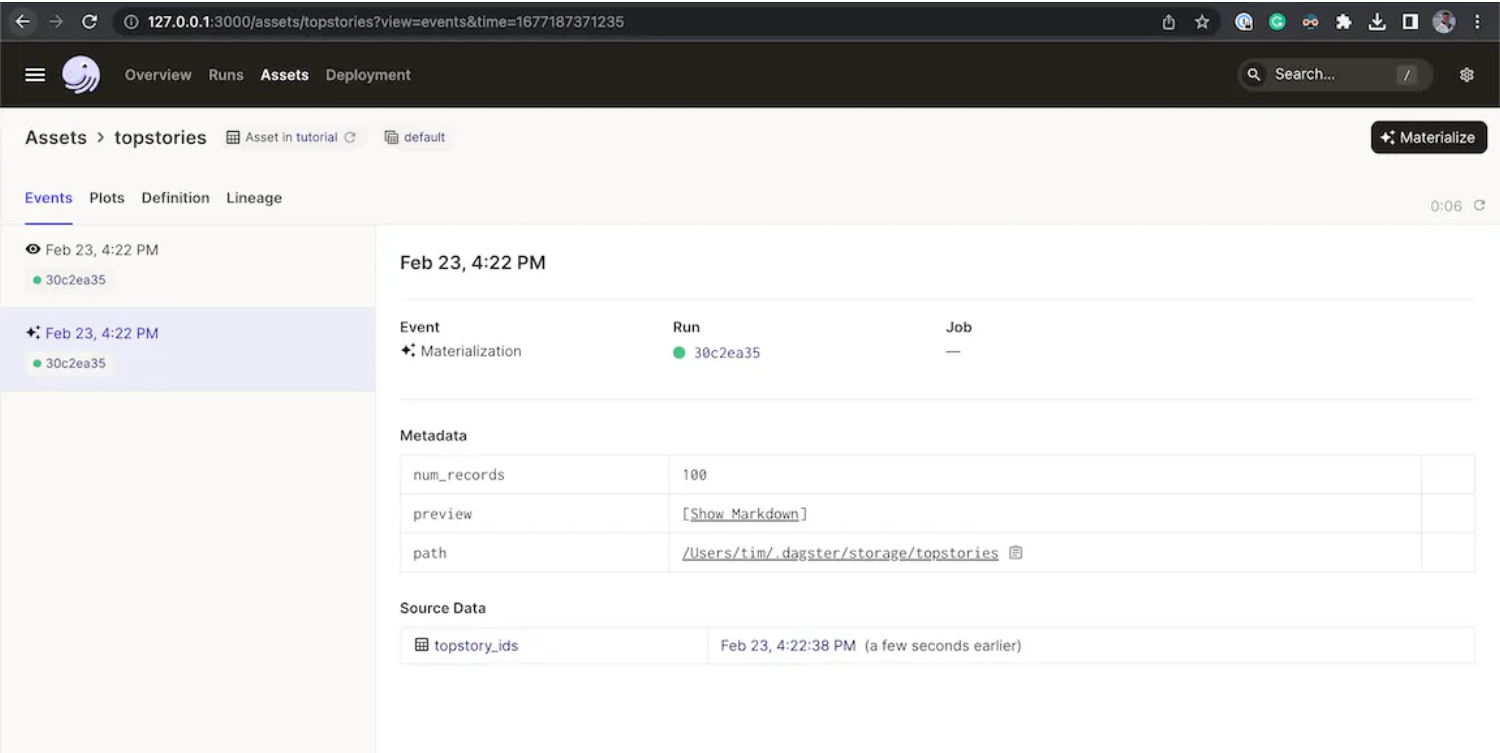 127.0.0.1:3000/assets/topstories?view=events&time=1677187371235
Overview Runs Assets Deployment Search... /
Assets > topstories Asset in tutorial default Materialize
Events Plots Definition Lineage 0:06
Feb 23, 4:22 PM
30c2ea35
Feb 23, 4:22 PM
30c2ea35
Feb 23, 4:22 PM
Event Run Job
Materialization 30c2ea35 —
Metadata
num_records 100
preview [Show Markdown]
path /Users/tim/.dagster/storage/topstories
Source Data
topstory_ids Feb 23, 4:22:38 PM (a few seconds earlier)